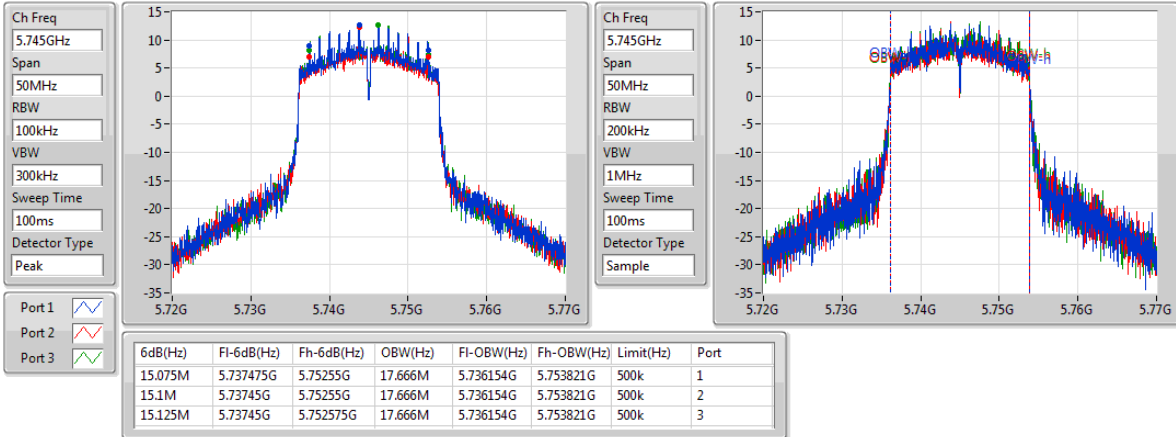 Ch Freq
5.745GHz
Span
50MHz
RBW
100kHz
VBW
300kHz
Sweep Time
100ms
Detector Type
Peak
Port 1
Port 2
Port 3
15
10
5
0
-5
-10
-15
-20
-25
-30
-35
5.72G 5.73G 5.74G 5.75G 5.76G 5.77G
Ch Freq
5.745GHz
Span
50MHz
RBW
200kHz
VBW
1MHz
Sweep Time
100ms
Detector Type
Sample
15
10
5
0
-5
-10
-15
-20
-25
-30
-35
5.72G 5.73G 5.74G 5.75G 5.76G 5.77G
6dB(Hz) Fl-6dB(Hz) Fh-6dB(Hz) OBW(Hz) Fl-OBW(Hz) Fh-OBW(Hz) Limit(Hz) Port
15.075M 5.737475G 5.75255G 17.666M 5.736154G 5.753821G 500k 1
15.1M 5.73745G 5.75255G 17.666M 5.736154G 5.753821G 500k 2
15.125M 5.73745G 5.752575G 17.666M 5.736154G 5.753821G 500k 3